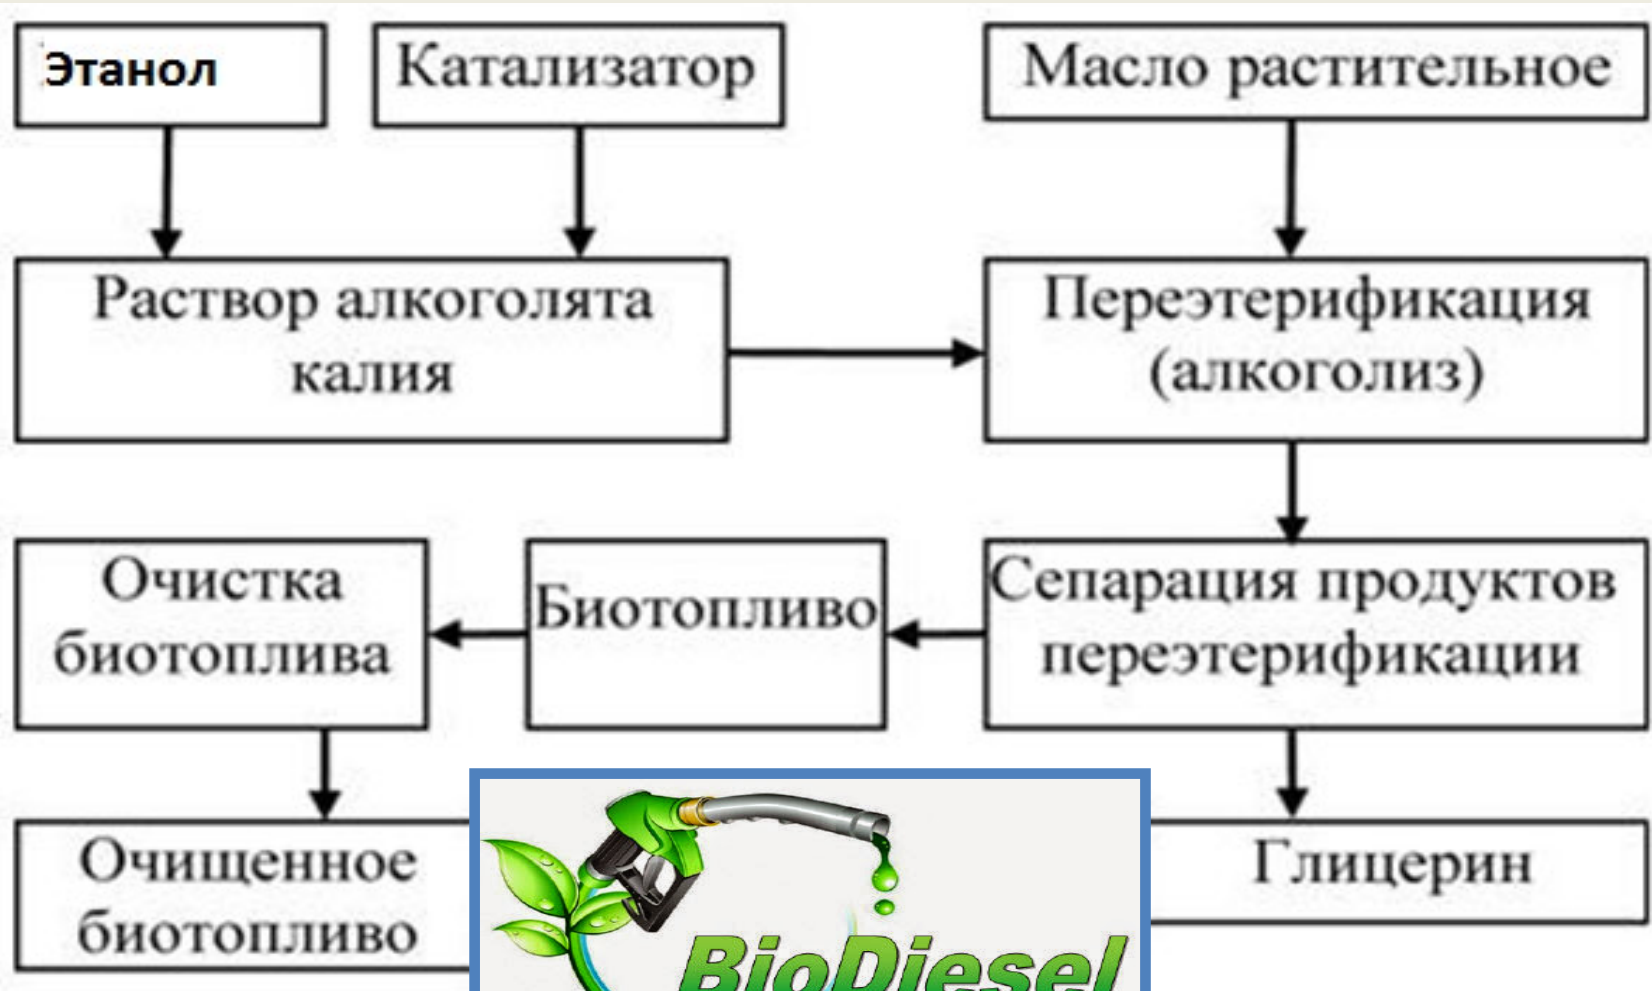 Этанол
Катализатор
Масло растительное
Раствор алкоголята
калия
Переэтерификация
(алкоголиз)
Очистка
биотоплива
Биотопливо
Сепарация продуктов
переэтерификации
Очищенное
биотопливо
Глицерин
BioDiesel